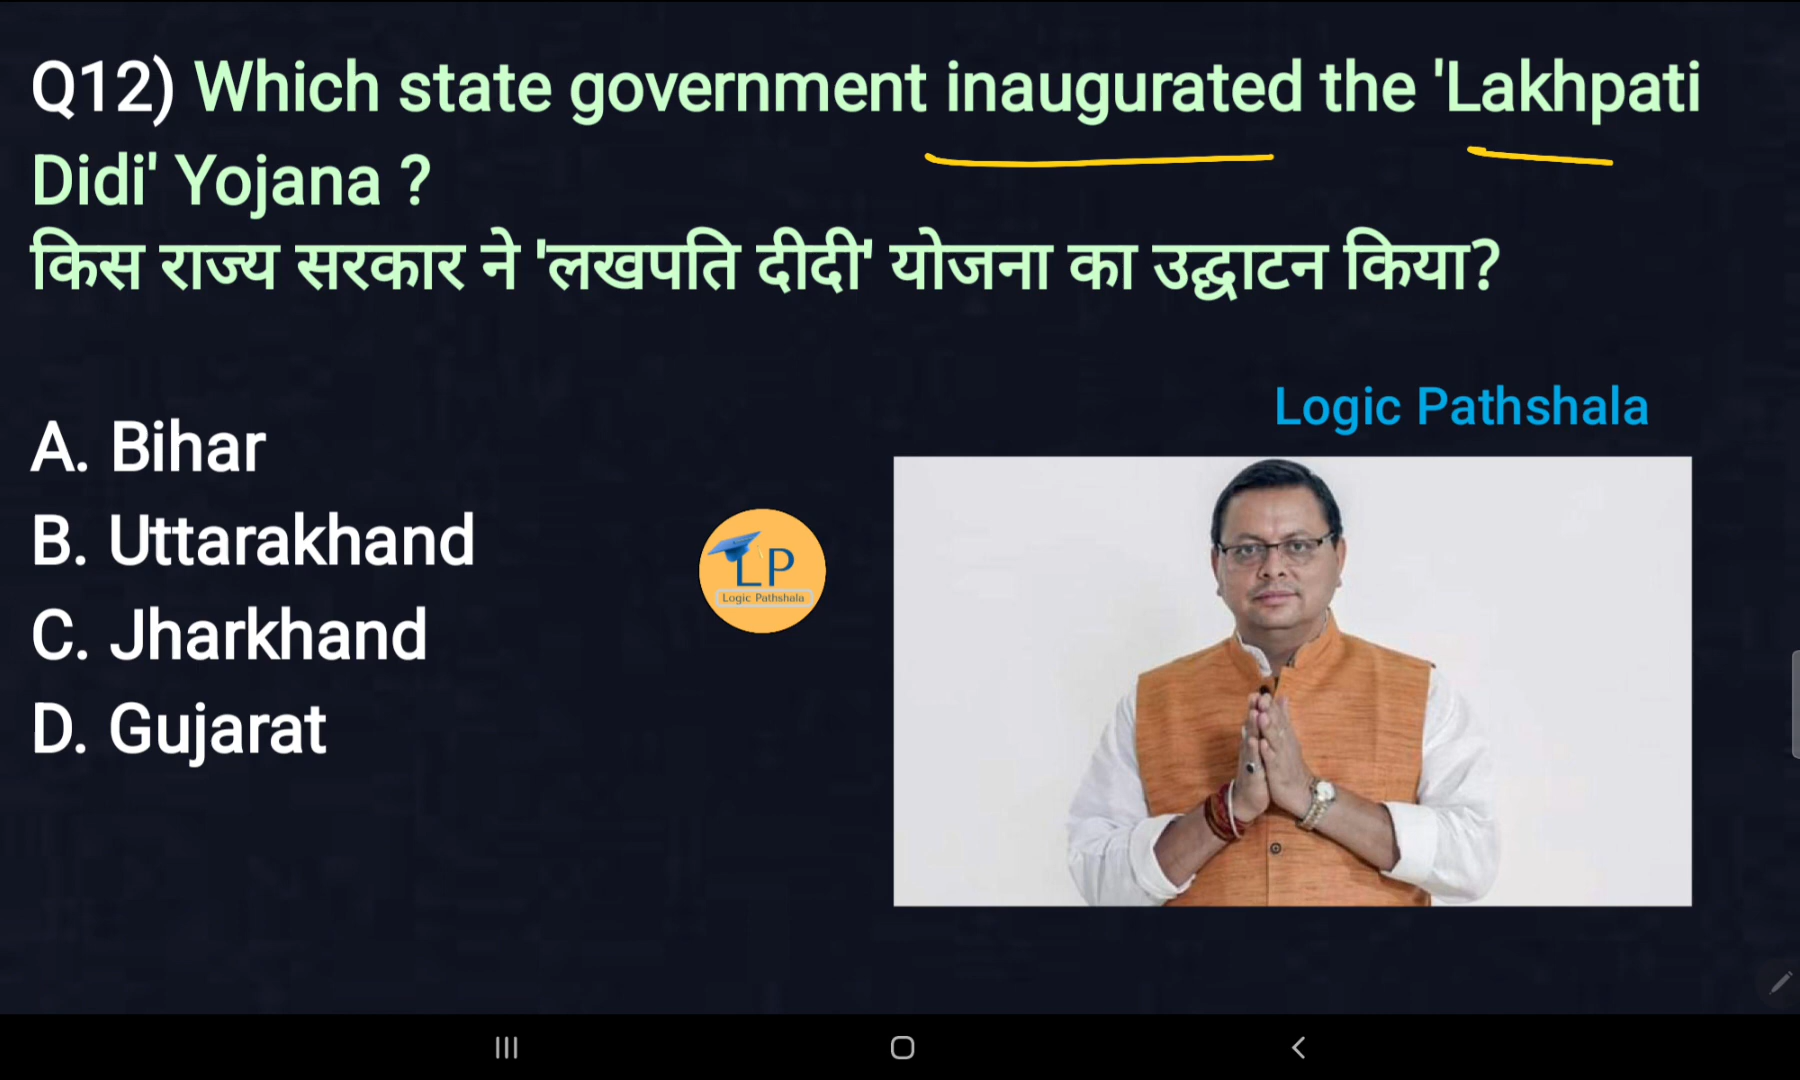 Q12) Which state government inaugurated the 'Lakhpati
Didi' Yojana ?
किस राज्य सरकार ने 'लखपति दीदी' योजना का उद्घाटन किया?
Logic Pathshala
A. Bihar
B. Uttarakhand
C. Jharkhand
D. Gujarat
LP
Logic Pathshala